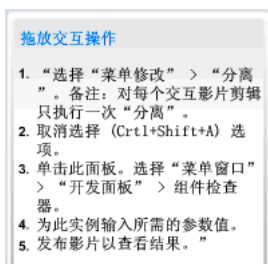 拖放交互操作
1. “选择“菜单修改” > “分离
”。备注：对每个交互影片剪辑
只执行一次“分离”。
2. 取消选择 (Crtl+Shift+A) 选
项。
3. 单击此面板。选择“菜单窗口”
> “开发面板” > 组件检查
器。
4. 为此实例输入所需的参数值。
5. 发布影片以查看结果。”